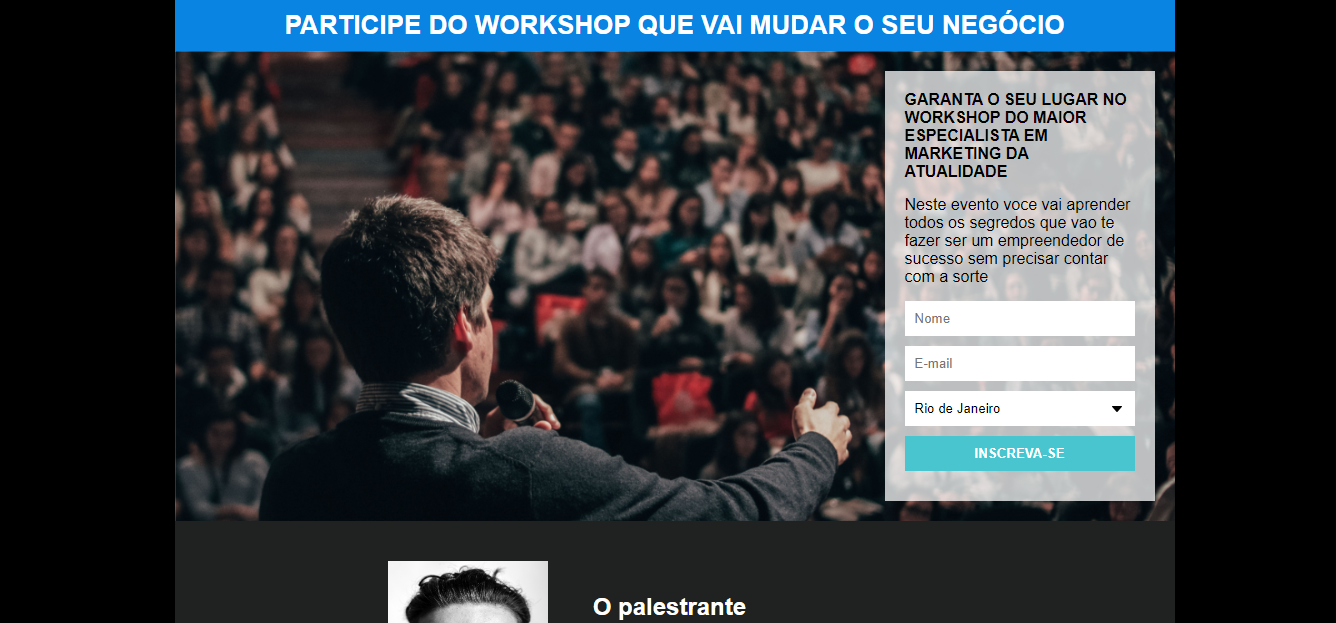 PARTICIPE DO WORKSHOP QUE VAI MUDAR O SEU NEGÓCIO
GARANTA O SEU LUGAR NO
WORKSHOP DO MAIOR
ESPECIALISTA EM
MARKETING DA
ATUALIDADE
Neste evento voce vai aprender
todos os segredos que vao te
fazer ser um empreendedor de
sucesso sem precisar contar
com a sorte
Nome
E-mail
Rio de Janeiro
INSCREVA-SE
O palestrante